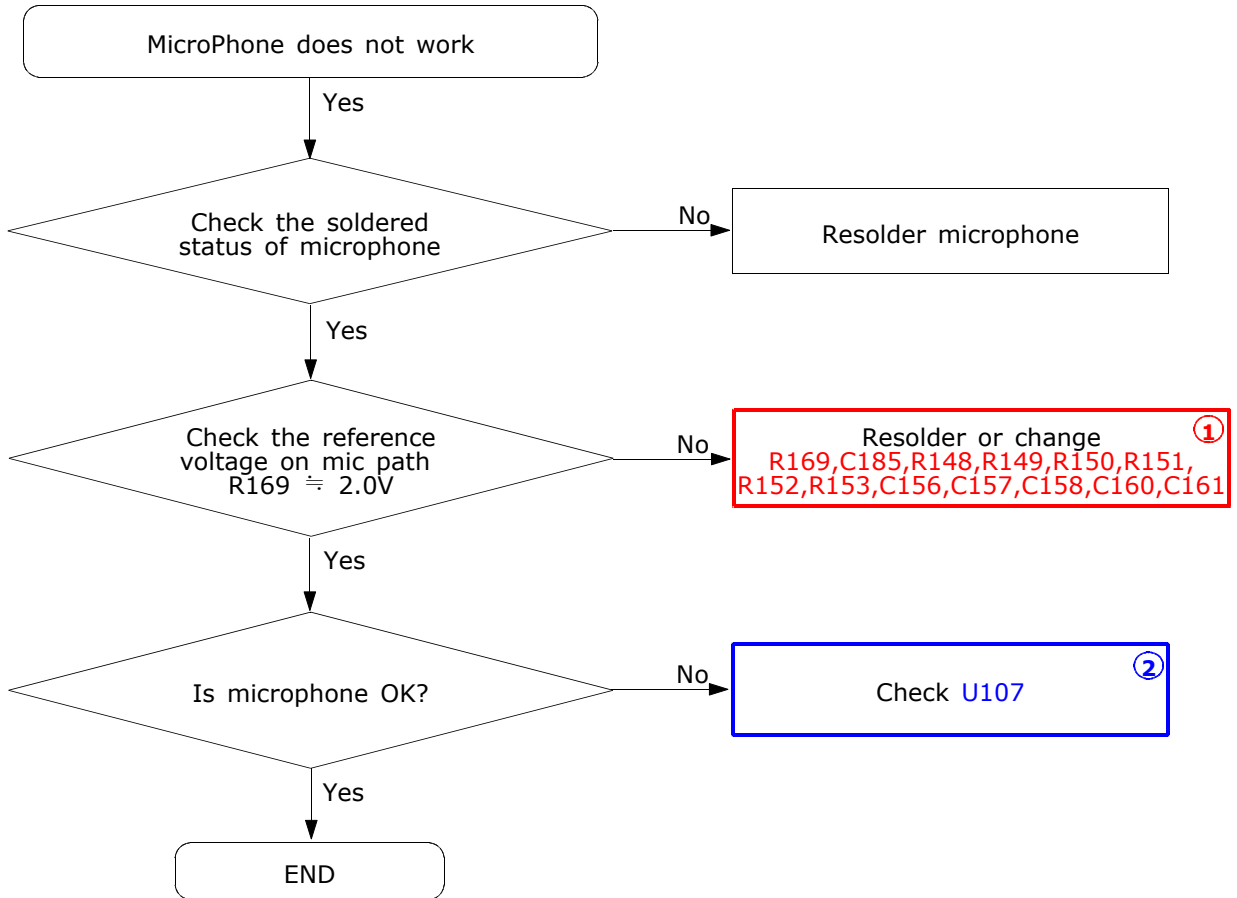 MicroPhone does not work
Yes
Check the soldered
status of microphone
No
Resolder microphone
Yes
Check the reference
voltage on mic path
R169 ≒ 2.0V
No
①
Resolder or change
R169,C185,R148,R149,R150,R151,
R152,R153,C156,C157,C158,C160,C161
Yes
Is microphone OK?
No
②
Check U107
Yes
END